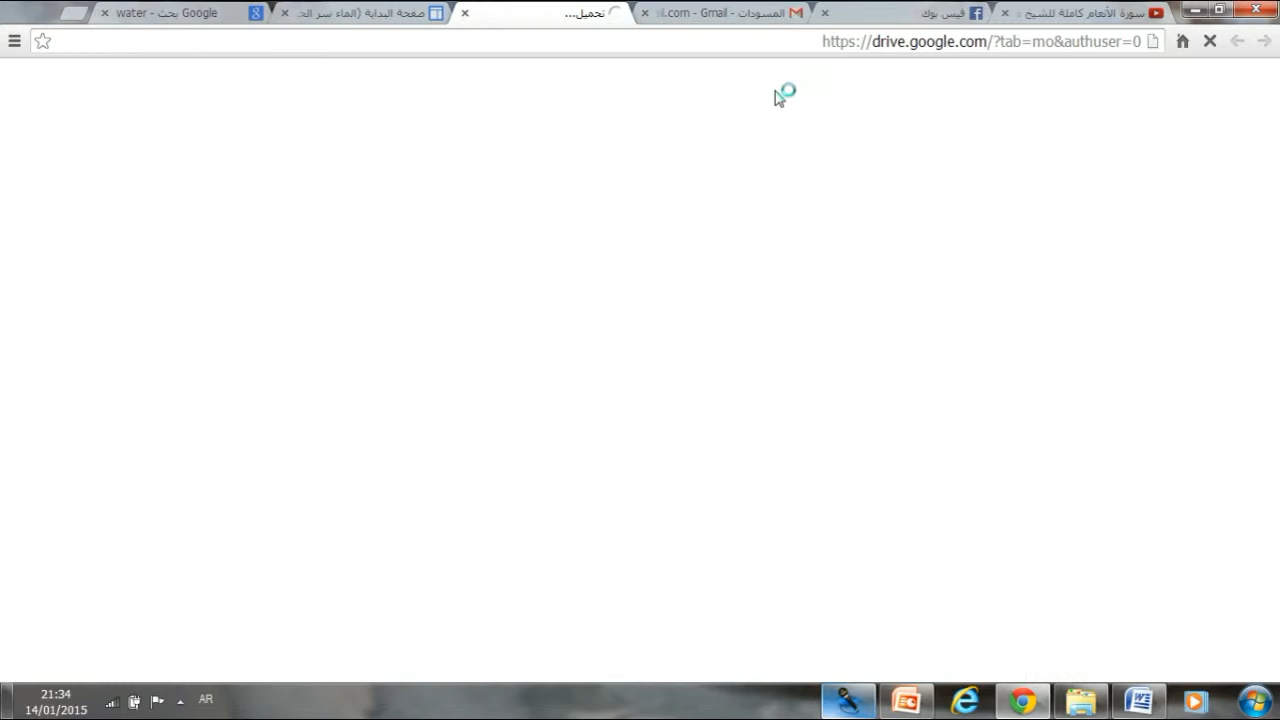 سورة الأنعام كاملة للشيخ
فيس بوك
المسودات - il.com - Gmail
تحميل...
صفحة البداية (الماء سر الح
water - بحث Google
https://drive.google.com/?tab=mo&authuser=0
AR
21:34
14/01/2015